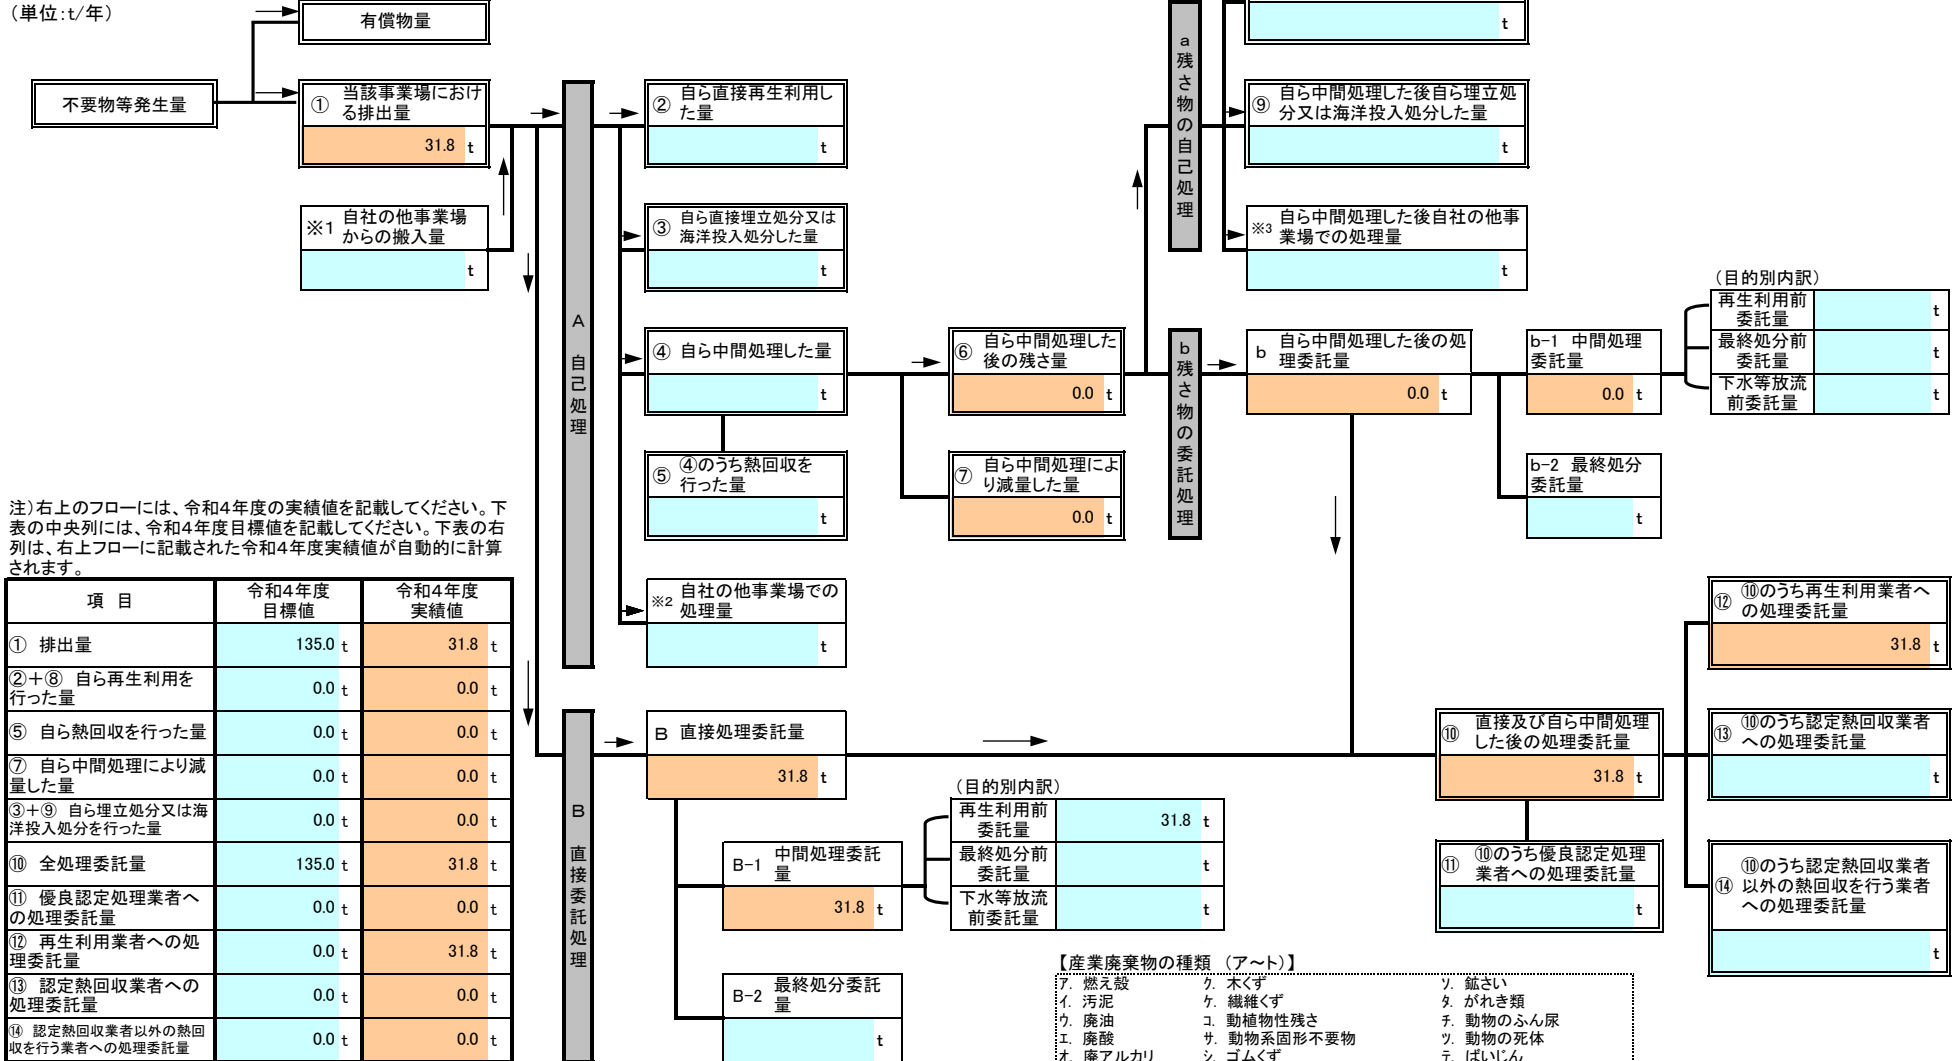 （単位：t/年）
有償物量
不要物等発生量
① 当該事業場におけ
る排出量
31.8 t
※1 自社の他事業場
からの搬入量
t
A 自己処理
② 自ら直接再生利用し
た量
t
③ 自ら直接埋立処分又は
海洋投入処分した量
t
④ 自ら中間処理した量
t
⑤ ④のうち熱回収を
行った量
t
※2 自社の他事業場での
処理量
t
⑥ 自ら中間処理した
後の残さ量
0.0 t
⑦ 自ら中間処理によ
り減量した量
0.0 t
a残さ物の自己処理
t
⑨ 自ら中間処理した後自ら埋立処
分又は海洋投入処分した量
t
※3 自ら中間処理した後自社の他事
業場での処理量
t
b残さ物の委託処理
b 自ら中間処理した後の処
理委託量
0.0 t
b-1 中間処理
委託量
0.0 t
b-2 最終処分
委託量
t
（目的別内訳）
再生利用前
委託量
t
最終処分前
委託量
t
下水等放流
前委託量
t
注）右上のフローには、令和4年度の実績値を記載してください。下
表の中央列には、令和4年度目標値を記載してください。下表の右
列は、右上フローに記載された令和4年度実績値が自動的に計算
されます。
項 目 令和4年度
目標値 令和4年度
実績値
① 排出量 135.0 t 31.8 t
②＋⑧ 自ら再生利用を
行った量 0.0 t 0.0 t
⑤ 自ら熱回収を行った量 0.0 t 0.0 t
⑦ 自ら中間処理により減
量した量 0.0 t 0.0 t
③＋⑨ 自ら埋立処分又は海
洋投入処分を行った量 0.0 t 0.0 t
⑩ 全処理委託量 135.0 t 31.8 t
⑪ 優良認定処理業者へ
の処理委託量 0.0 t 0.0 t
⑫ 再生利用業者への処
理委託量 0.0 t 31.8 t
⑬ 認定熱回収業者への
処理委託量 0.0 t 0.0 t
⑭ 認定熱回収業者以外の熱回
収を行う業者への処理委託量 0.0 t 0.0 t
B 直接委託処理
B 直接処理委託量
31.8 t
B-1 中間処理委託
量
31.8 t
B-2 最終処分委託
量
t
（目的別内訳）
再生利用前
委託量
31.8 t
最終処分前
委託量
t
下水等放流
前委託量
t
⑩ 直接及び自ら中間処理
した後の処理委託量
31.8 t
⑪ ⑩のうち優良認定処理
業者への処理委託量
t
⑫ ⑩のうち再生利用業者へ
の処理委託量
31.8 t
⑬ ⑩のうち認定熱回収業者
への処理委託量
t
⑭ ⑩のうち認定熱回収業者
以外の熱回収を行う業者
への処理委託量
t
【産業廃棄物の種類 （ア～ト）】
ｱ. 燃え殻 ｸ. 木くず ｿ. 鉱さい
ｲ. 汚泥 ｹ. 繊維くず ﾀ. がれき類
ｳ. 廃油 ｺ. 動植物性残さ ﾁ. 動物のふん尿
ｴ. 廃酸 ｻ. 動物系固形不要物 ﾂ. 動物の死体
ｵ. 廃アルカリ ｼ. ゴムくず ﾃ. ばいじん